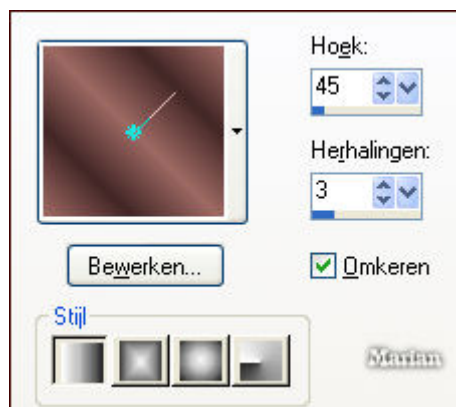 Hoek:
45
Herhalingen:
3
Bewerken...
Omkeren
Stijl
Marian